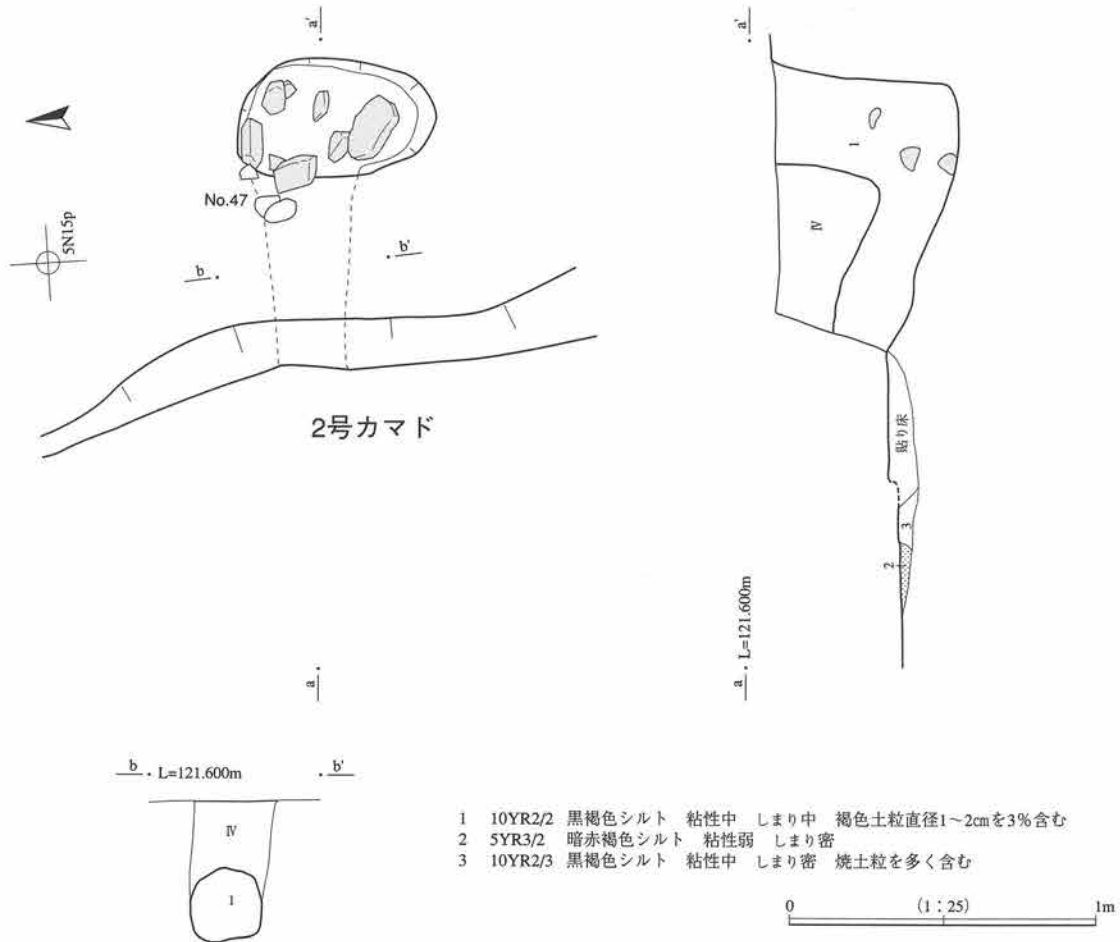 a'
a'
No.47
5N15p
b
b'
1
Ⅳ
2号カマド
貼り床
3
2
a
a
L=121.600m
b
L=121.600m
b'
Ⅳ
1
1 10YR2/2 黒褐色シルト 粘性中 しまり中 褐色土粒直径1~2cmを3%含む
2 5YR3/2 暗赤褐色シルト 粘性弱 しまり密
3 10YR2/3 黒褐色シルト 粘性中 しまり密 焼土粒を多く含む
0 (1:25) 1m